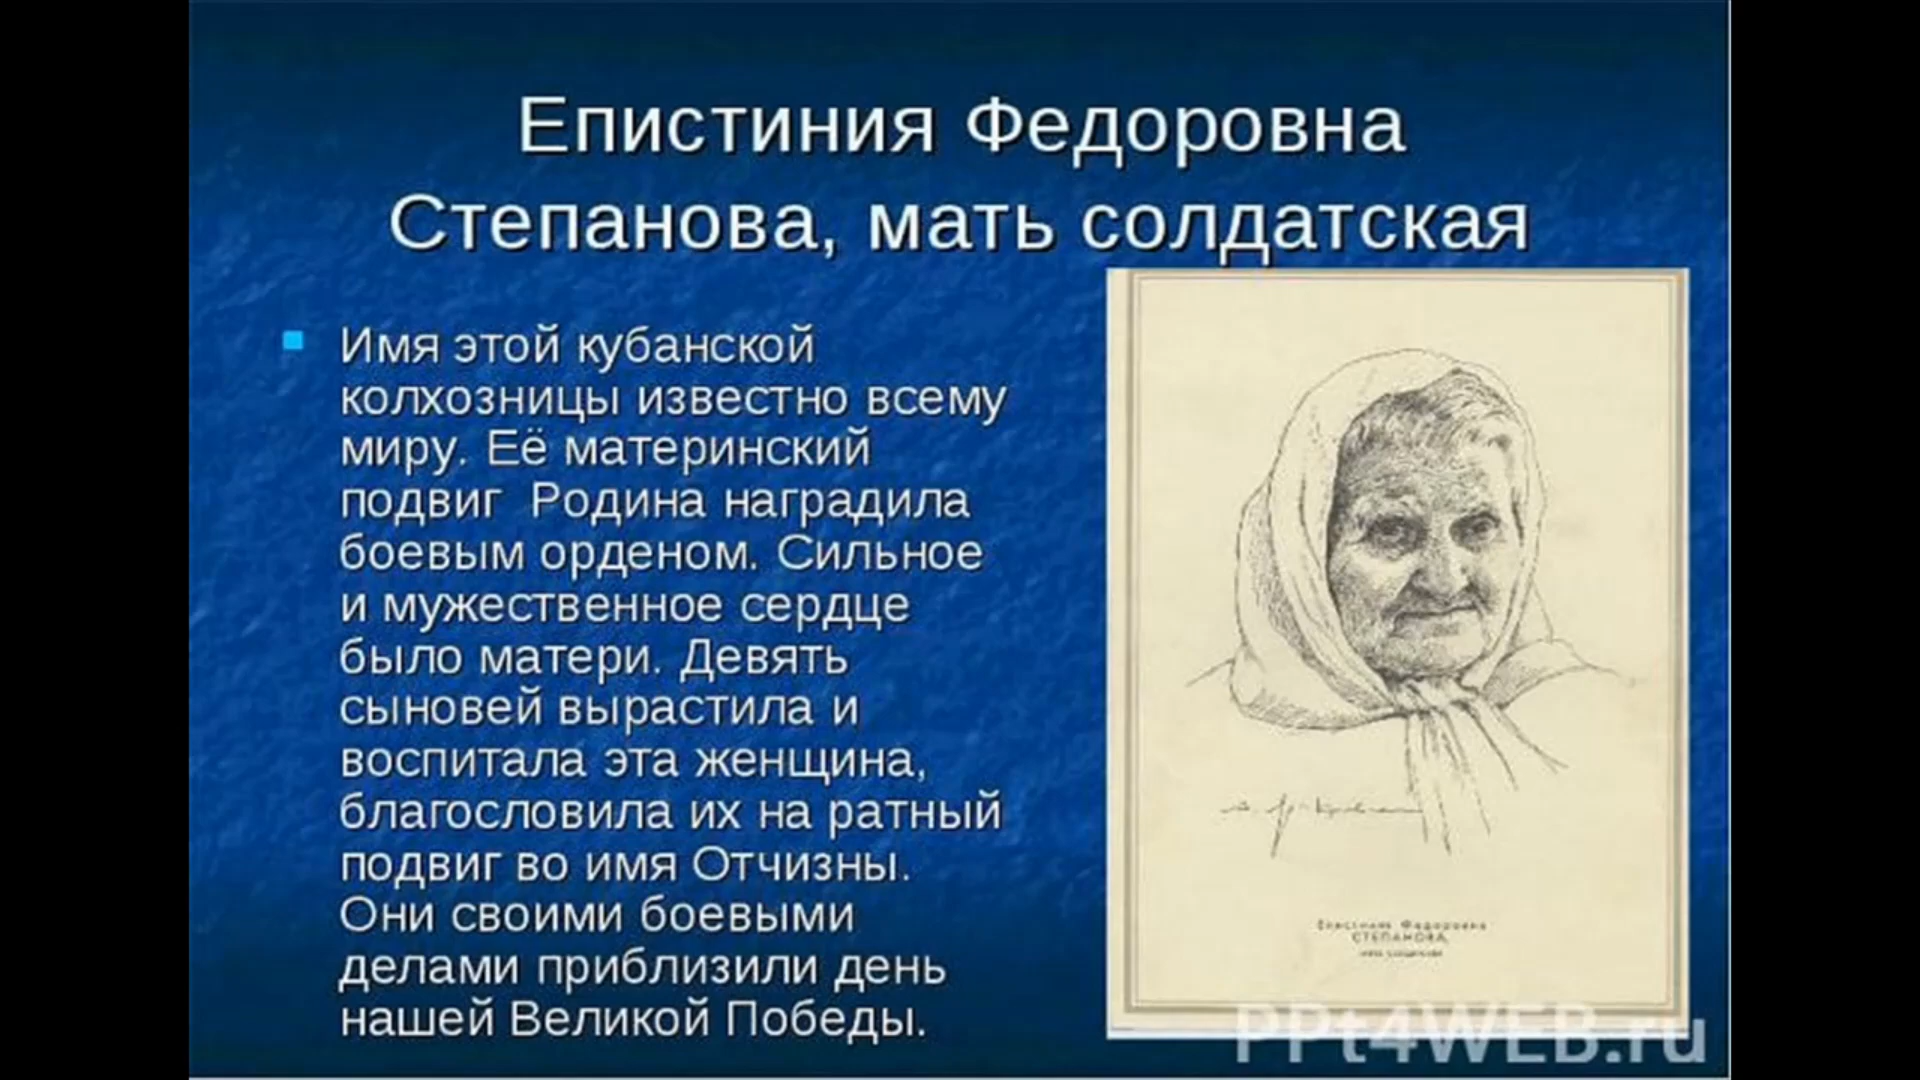 Епистиния Федоровна
Степанова, мать солдатская
Имя этой кубанской
колхозницы известно всему
миру. Её материнский
подвиг Родина наградила
боевым орденом. Сильное
и мужественное сердце
было матери. Девять
сыновей вырастила и
воспитала эта женщина,
благословила их на ратный
подвиг во имя Отчизны.
Они своими боевыми
делами приблизили день
нашей Великой Победы.
Епистиния Федоровна
СТЕПАНОВА,
PPt4WEB.ru